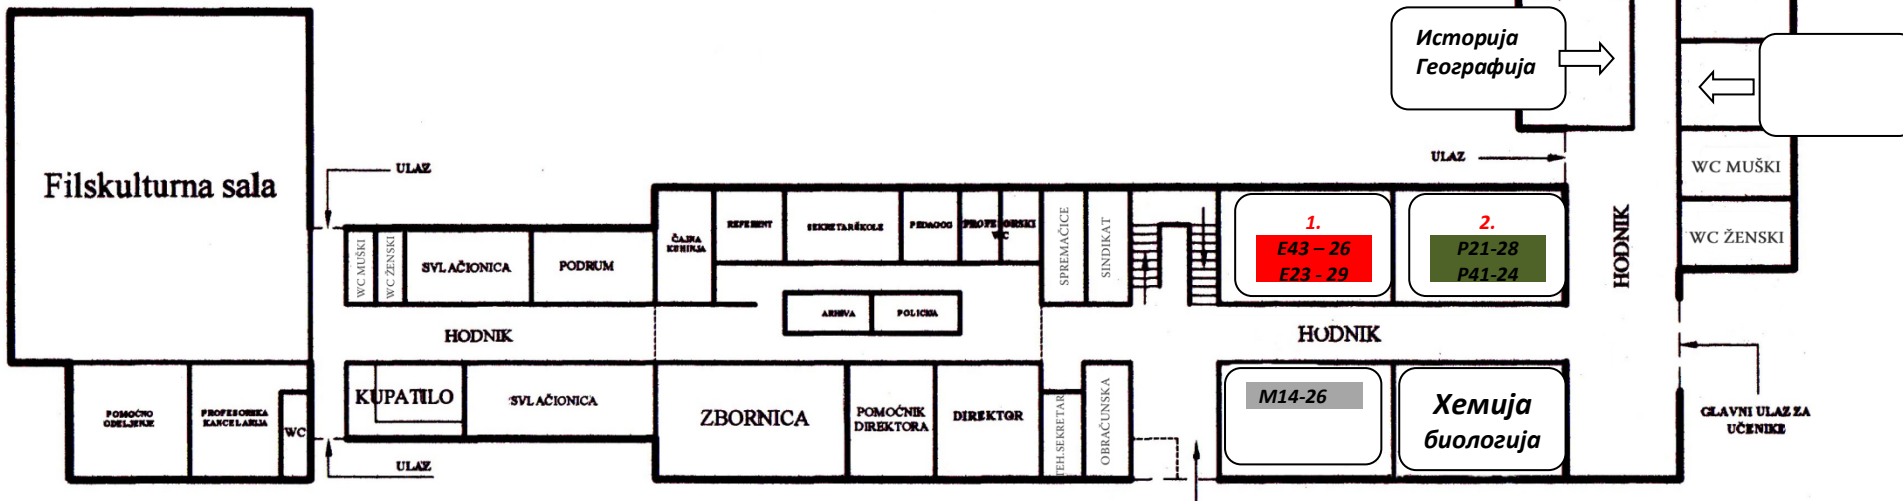 Историја
Географија
Filskulturna sala
ULAZ
ULAZ
WC MUŠKI
WC ŽENSKI
HODNIK
WC MUŠKI
WC ŽENSKI
SVLAČIONICA
PODRUM
ČAJNA
KUHINJA
REFERENT
SEKRETAR ŠKOLE
PEDAGOG
PROFESORSKI
WC
SPREMAČICE
SINDIKAT
1.
E43 – 26
E23 - 29
2.
P21-28
P41-24
ARHIVA
POLICIJA
HODNIK
HODNIK
POMOĆNO
ODELJENJE
PROFESORSKA
KANCELARIJA
WC
KUPATILO
SVLAČIONICA
ZBORNICA
POMOĆNIK
DIREKTORA
DIREKTOR
TEH.SEKRETAR
OBRAČUNSKA
M14-26
Хемија
биологија
GLAVNI ULAZ ZA
UČENIKE
ULAZ